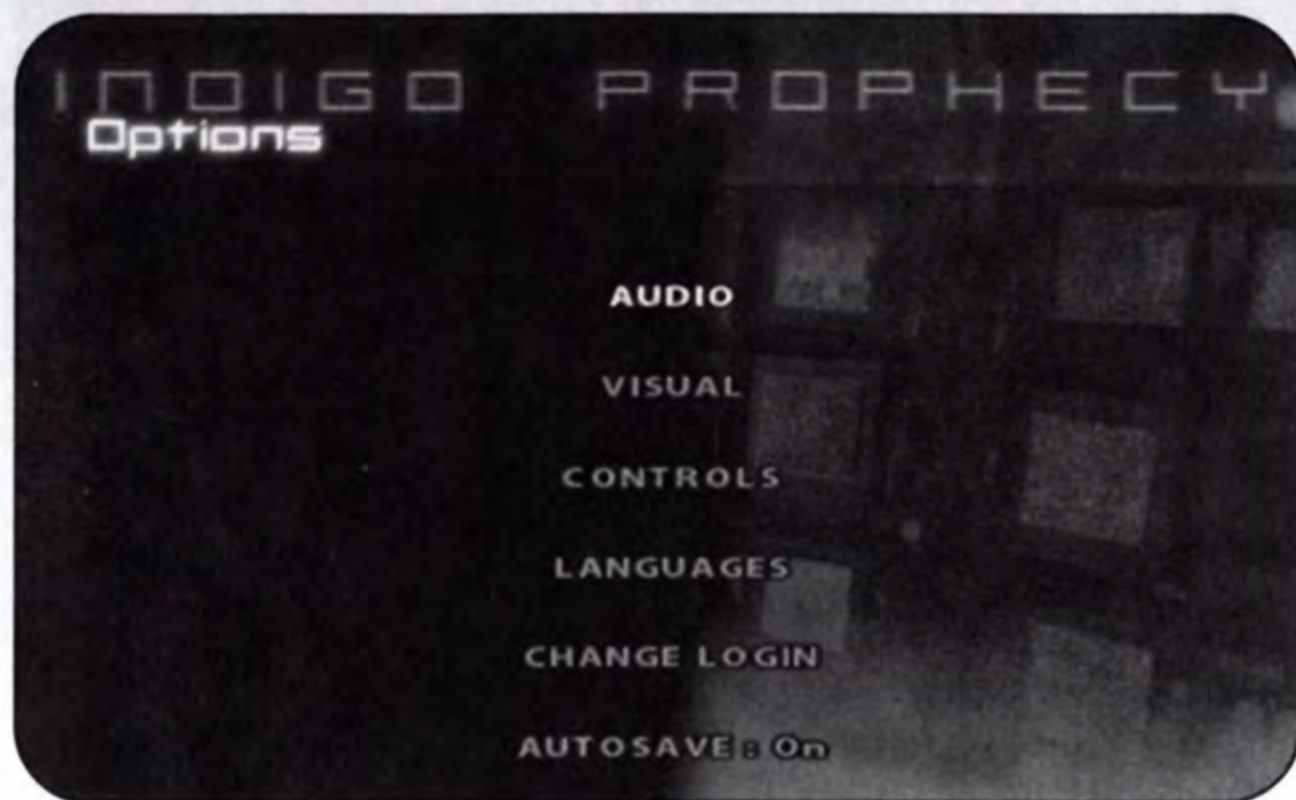 INDIGO PROPHECY
Options
AUDIO
VISUAL
CONTROLS
LANGUAGES
CHANGE LOGIN
AUTOSAVE : On